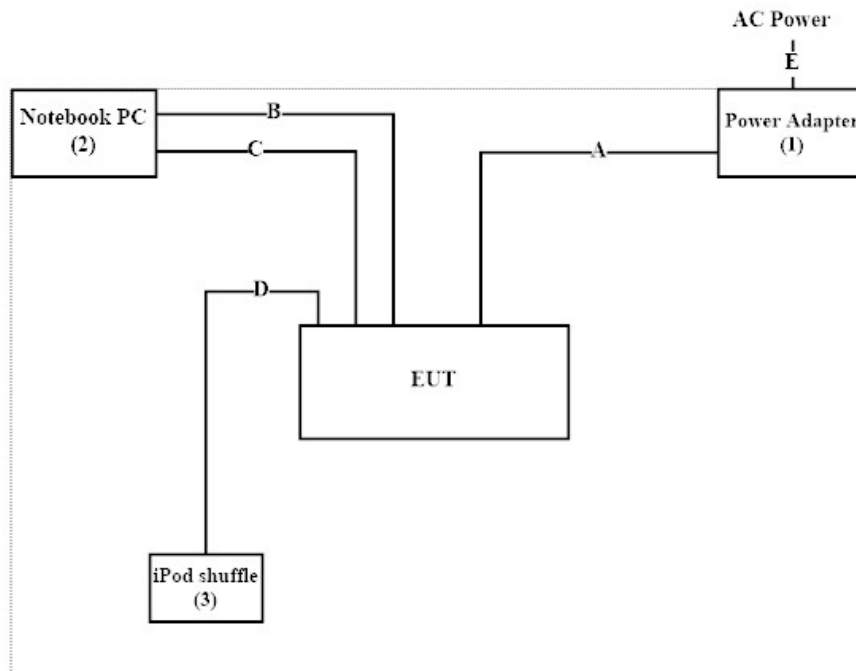 AC Power
E
Notebook PC
(2)
B
C
A
Power Adapter
(1)
D
EUT
iPod shuffle
(3)